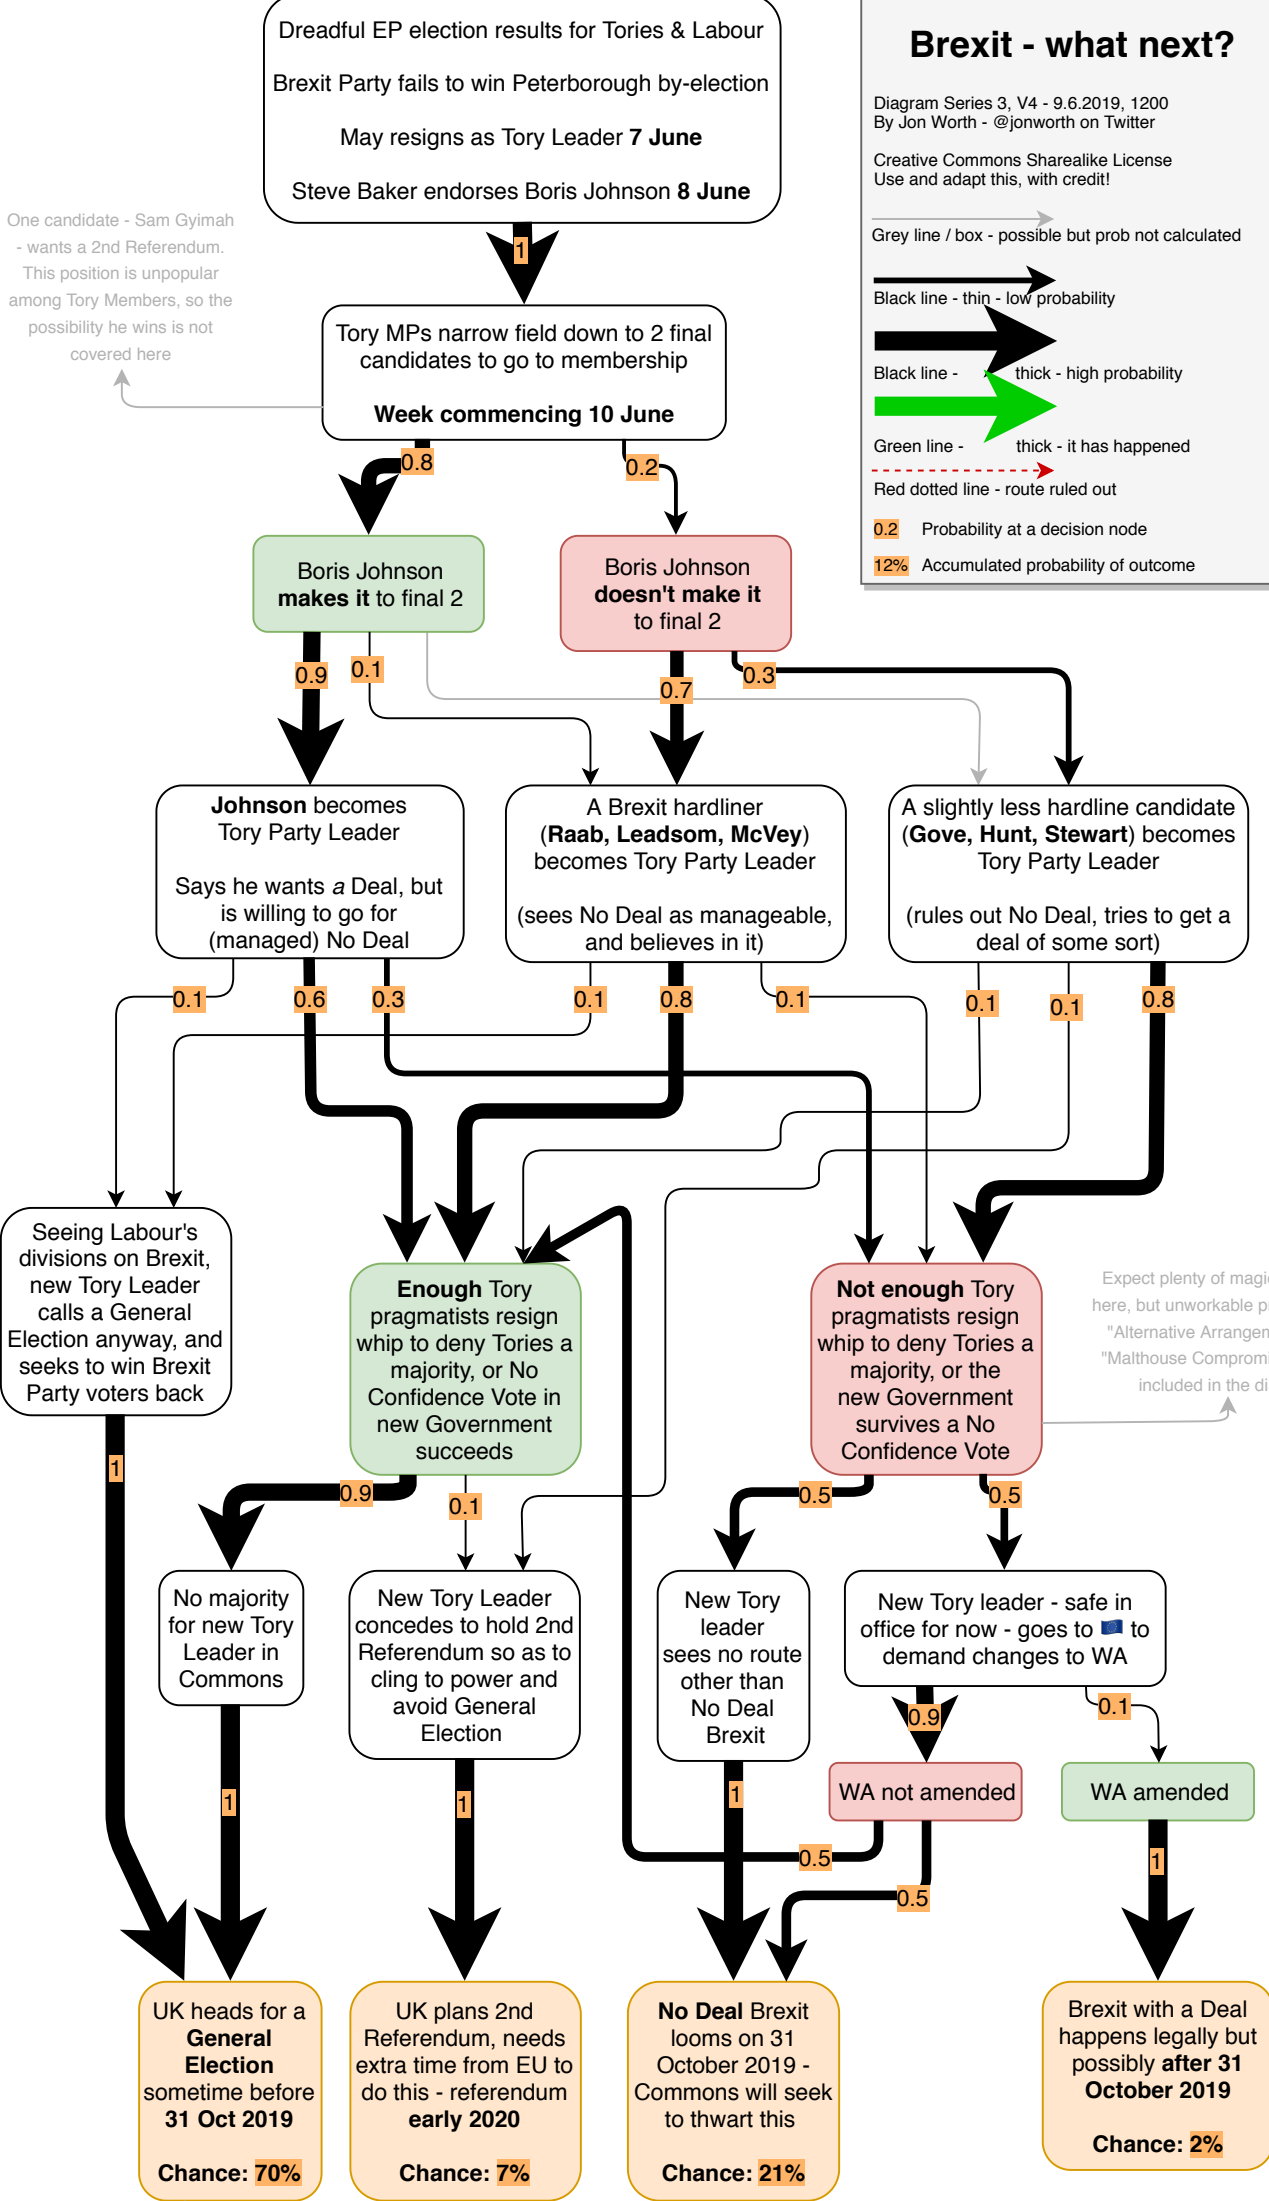 Dreadful EP election results for Tories & Labour
Brexit Party fails to win Peterborough by-election
May resigns as Tory Leader 7 June
Steve Baker endorses Boris Johnson 8 June
Brexit - what next?
Diagram Series 3, V4 - 9.6.2019, 1200
By Jon Worth - @jonworth on Twitter
Creative Commons Sharealike License
Use and adapt this, with credit!
Grey line / box - possible but prob not calculated
Black line - thin - low probability
Black line - thick - high probability
Green line - thick - it has happened
Red dotted line - route ruled out
0.2 Probability at a decision node
12% Accumulated probability of outcome
One candidate - Sam Gyimah
- wants a 2nd Referendum.
This position is unpopular
among Tory Members, so the
possibility he wins is not
covered here
1
Tory MPs narrow field down to 2 final
candidates to go to membership
Week commencing 10 June
0.8
0.2
Boris Johnson
makes it to final 2
Boris Johnson
doesn't make it
to final 2
0.9
0.1
0.7
0.3
Johnson becomes
Tory Party Leader
Says he wants a Deal, but
is willing to go for
(managed) No Deal
A Brexit hardliner
(Raab, Leadsom, McVey)
becomes Tory Party Leader
(sees No Deal as manageable,
and believes in it)
A slightly less hardline candidate
(Gove, Hunt, Stewart) becomes
Tory Party Leader
(rules out No Deal, tries to get a
deal of some sort)
0.1
0.6
0.3
0.1
0.8
0.1
0.1
0.1
0.8
Seeing Labour's
divisions on Brexit,
new Tory Leader
calls a General
Election anyway, and
seeks to win Brexit
Party voters back
Enough Tory
pragmatists resign
whip to deny Tories a
majority, or No
Confidence Vote in
new Government
succeeds
Not enough Tory
pragmatists resign
whip to deny Tories a
majority, or the
new Government
survives a No
Confidence Vote
Expect plenty of magic
here, but unworkable
"Alternative
"Malthouse
included in the
1
0.9
0.1
0.5
0.5
No majority
for new Tory
Leader in
Commons
New Tory Leader
concedes to hold 2nd
Referendum so as to
cling to power and
avoid General
Election
New Tory
leader
sees no route
other than
No Deal
Brexit
New Tory leader - safe in
office for now - goes to 🇪🇺 to
demand changes to WA
0.9
0.1
WA not amended
WA amended
1
1
1
0.5
0.5
1
UK heads for a
General
Election
sometime before
31 Oct 2019
Chance: 70%
UK plans 2nd
Referendum, needs
extra time from EU to
do this - referendum
early 2020
Chance: 7%
No Deal Brexit
looms on 31
October 2019 -
Commons will seek
to thwart this
Chance: 21%
Brexit with a Deal
happens legally but
possibly after 31
October 2019
Chance: 2%